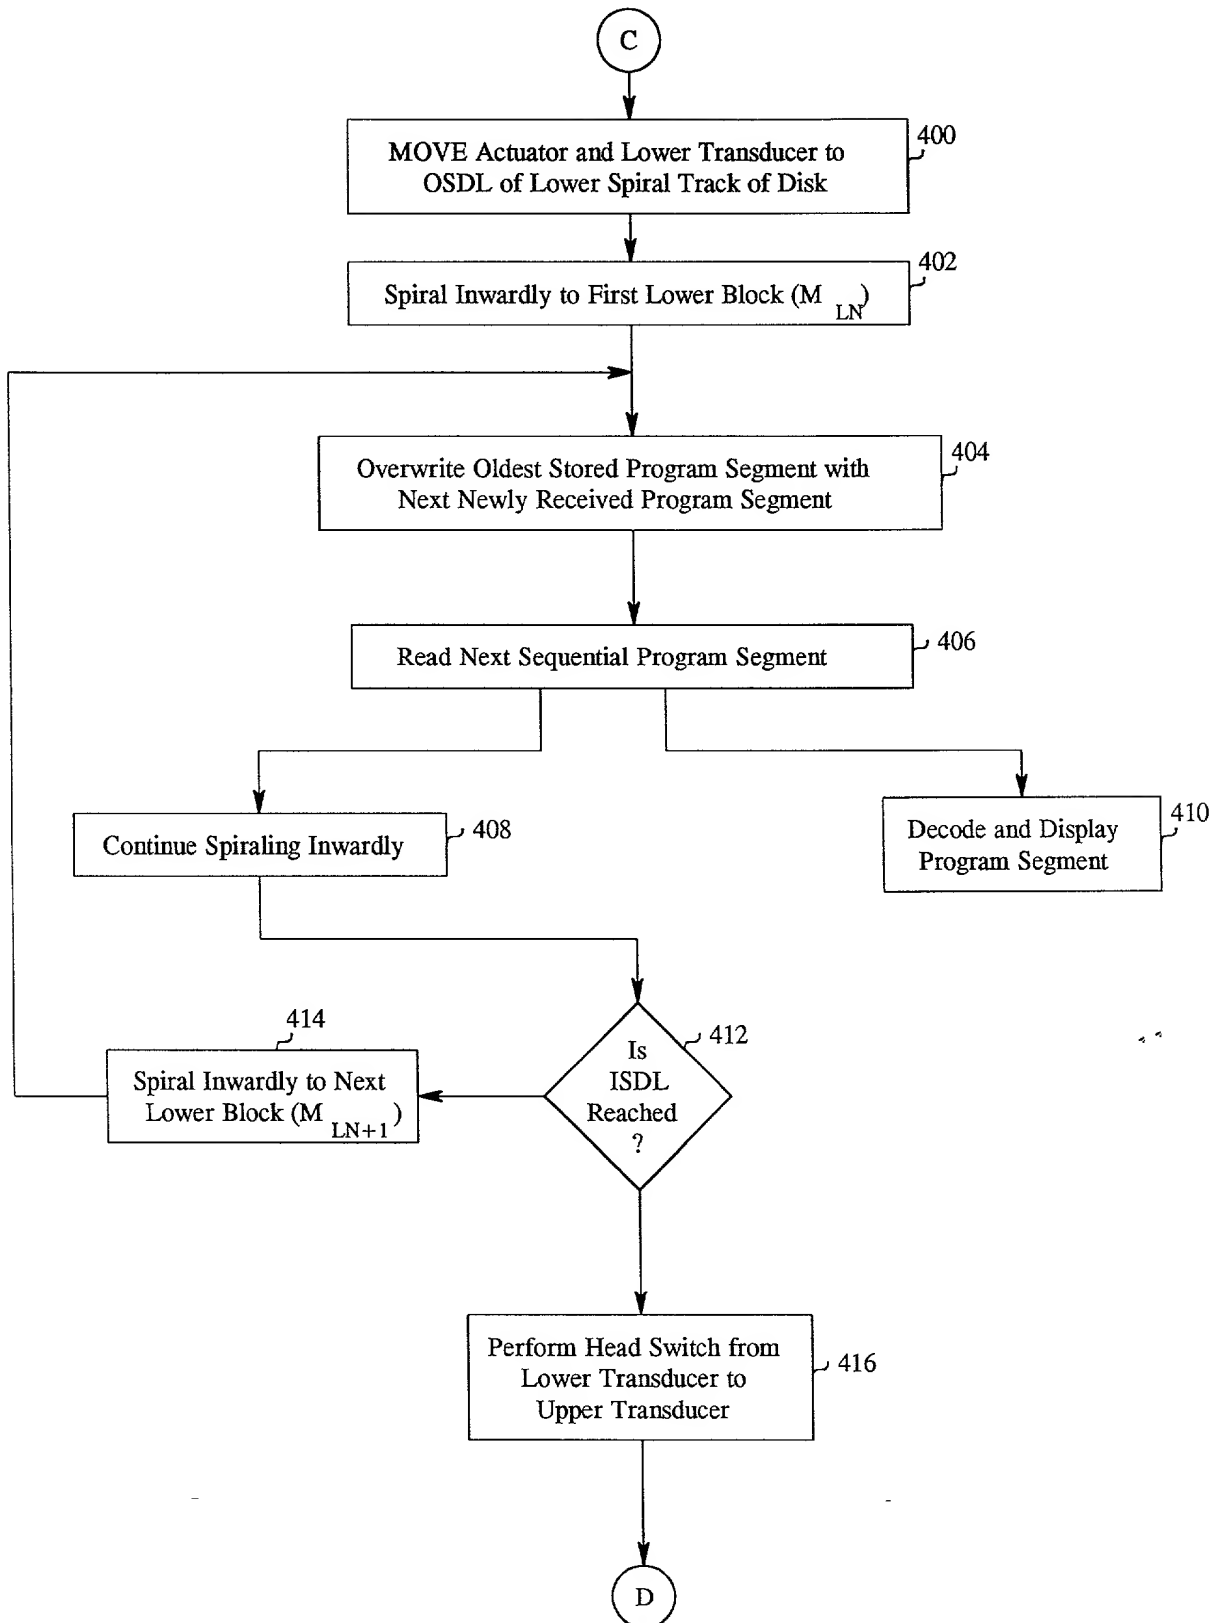 C
MOVE Actuator and Lower Transducer to
OSDL of Lower Spiral Track of Disk
400
Spiral Inwardly to First Lower Block (M LN)
402
Overwrite Oldest Stored Program Segment with
Next Newly Received Program Segment
404
Read Next Sequential Program Segment
406
Continue Spiraling Inwardly
408
Decode and Display
Program Segment
410
Is
ISDL
Reached
?
412
414
Spiral Inwardly to Next
Lower Block (M LN+1)
Perform Head Switch from
Lower Transducer to
Upper Transducer
416
D